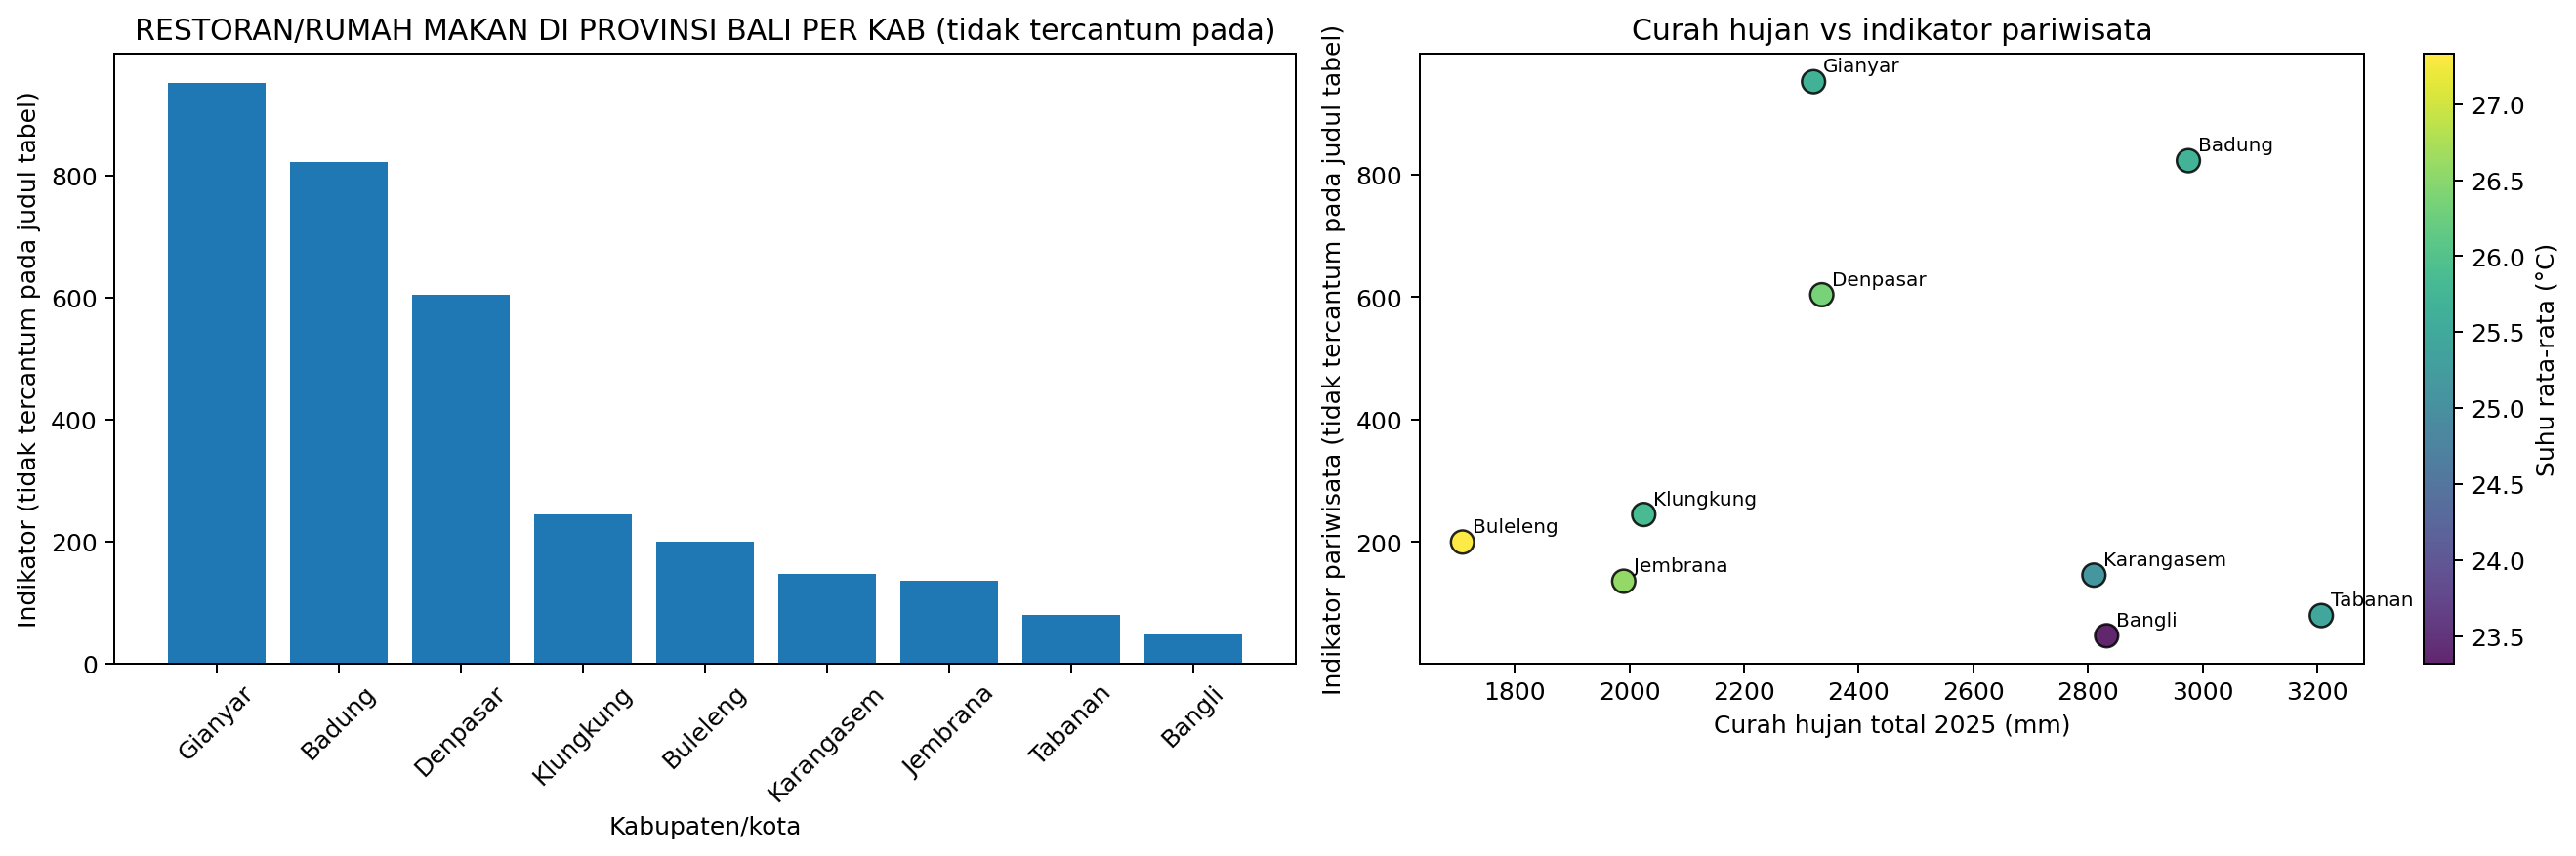 RESTORAN/RUMAH MAKAN DI PROVINSI BALI PER KAB (tidak tercantum pada)
Indikator (tidak tercantum pada judul tabel)
800
600
400
200
0
Gianyar
Badung
Denpasar
Klungkung
Buleleng
Karangasem
Jembrana
Tabanan
Bangli
Kabupaten/kota
Curah hujan vs indikator pariwisata
Indikator pariwisata (tidak tercantum pada judul tabel)
800
600
400
200
Gianyar
Badung
Denpasar
Klungkung
Buleleng
Jembrana
Karangasem
Tabanan
Bangli
1800
2000
2200
2400
2600
2800
3000
3200
Curah hujan total 2025 (mm)
27.0
26.5
26.0
25.5
25.0
24.5
24.0
23.5
Suhu rata-rata (°C)